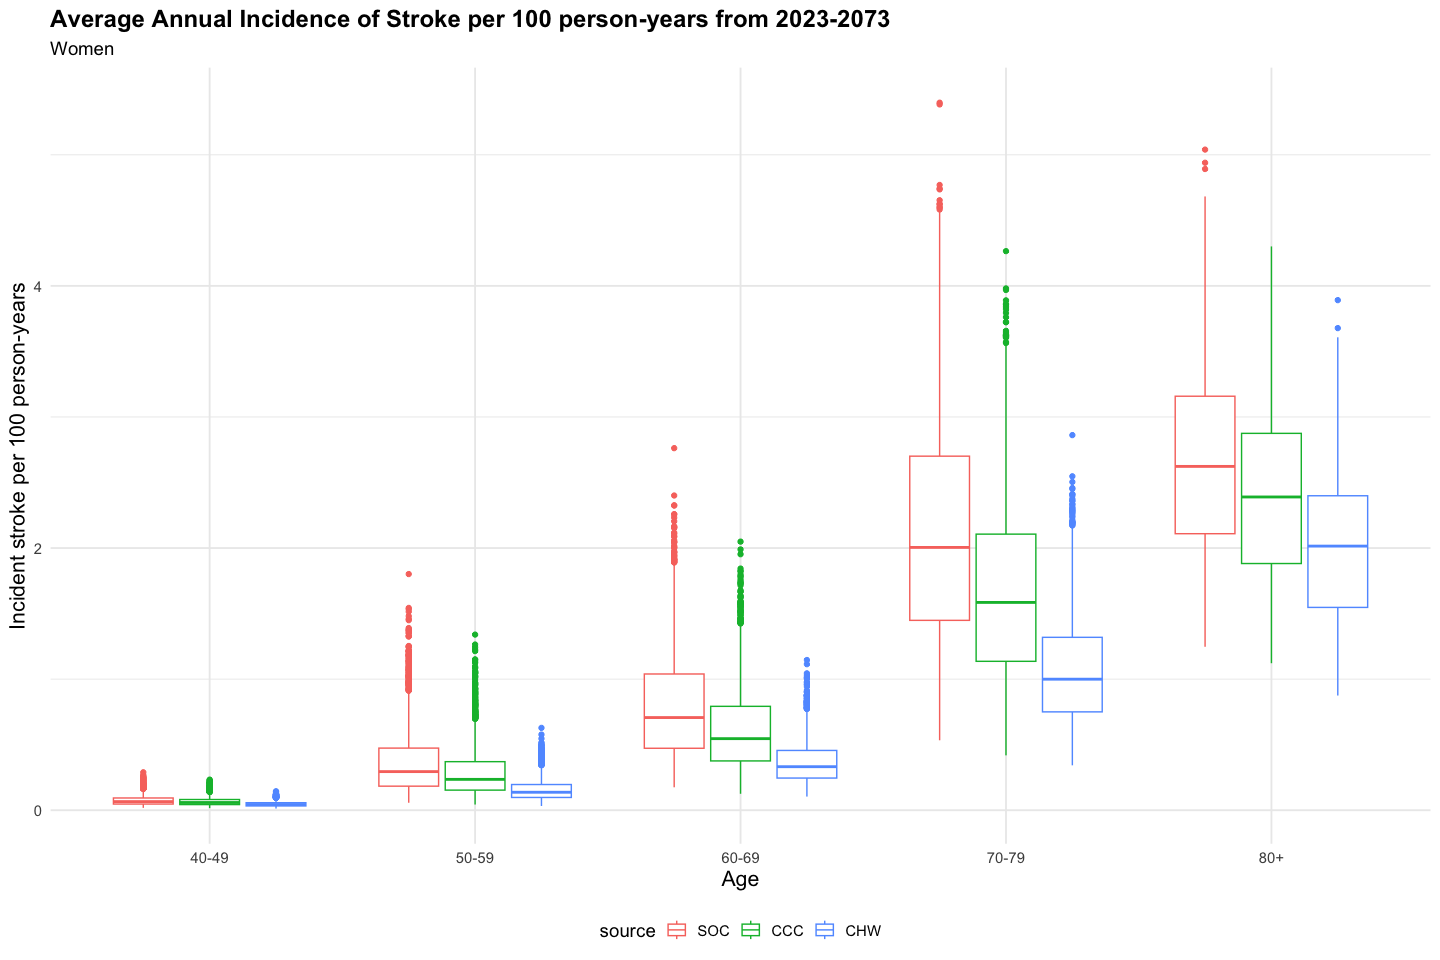 Average Annual Incidence of Stroke per 100 person-years from 2023-2073
Women
Incident stroke per 100 person-years
4
2
0
40-49
50-59
60-69
70-79
80+
Age
source SOC CCC CHW